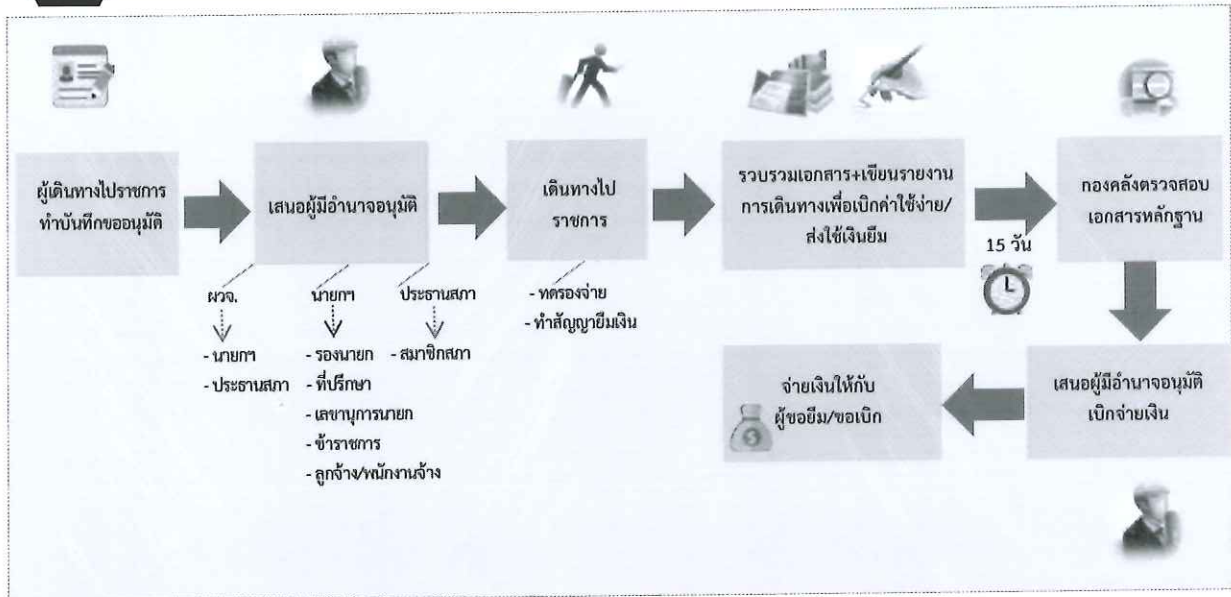 ผู้เดินทางไปราชการ
ทำบันทึกขออนุมัติ
เสนอผู้มีอำนาจอนุมัติ
ผวจ.
- นายกฯ
- ประธานสภา
นายกฯ
- รองนายก
- ที่ปรึกษา
- เลขานุการนายก
- ข้าราชการ
- ลูกจ้าง/พนักงานจ้าง
ประธานสภา
- สมาชิกสภา
เดินทางไป
ราชการ
- ทดรองจ่าย
- ทำสัญญายืมเงิน
รวบรวมเอกสาร+เขียนรายงาน
การเดินทางเพื่อเบิกค่าใช้จ่าย/
ส่งใช้เงินยืม
15 วัน
กองคลังตรวจสอบ
เอกสารหลักฐาน
เสนอผู้มีอำนาจอนุมัติ
เบิกจ่ายเงิน
จ่ายเงินให้กับ
ผู้ขอยืม/ขอเบิก